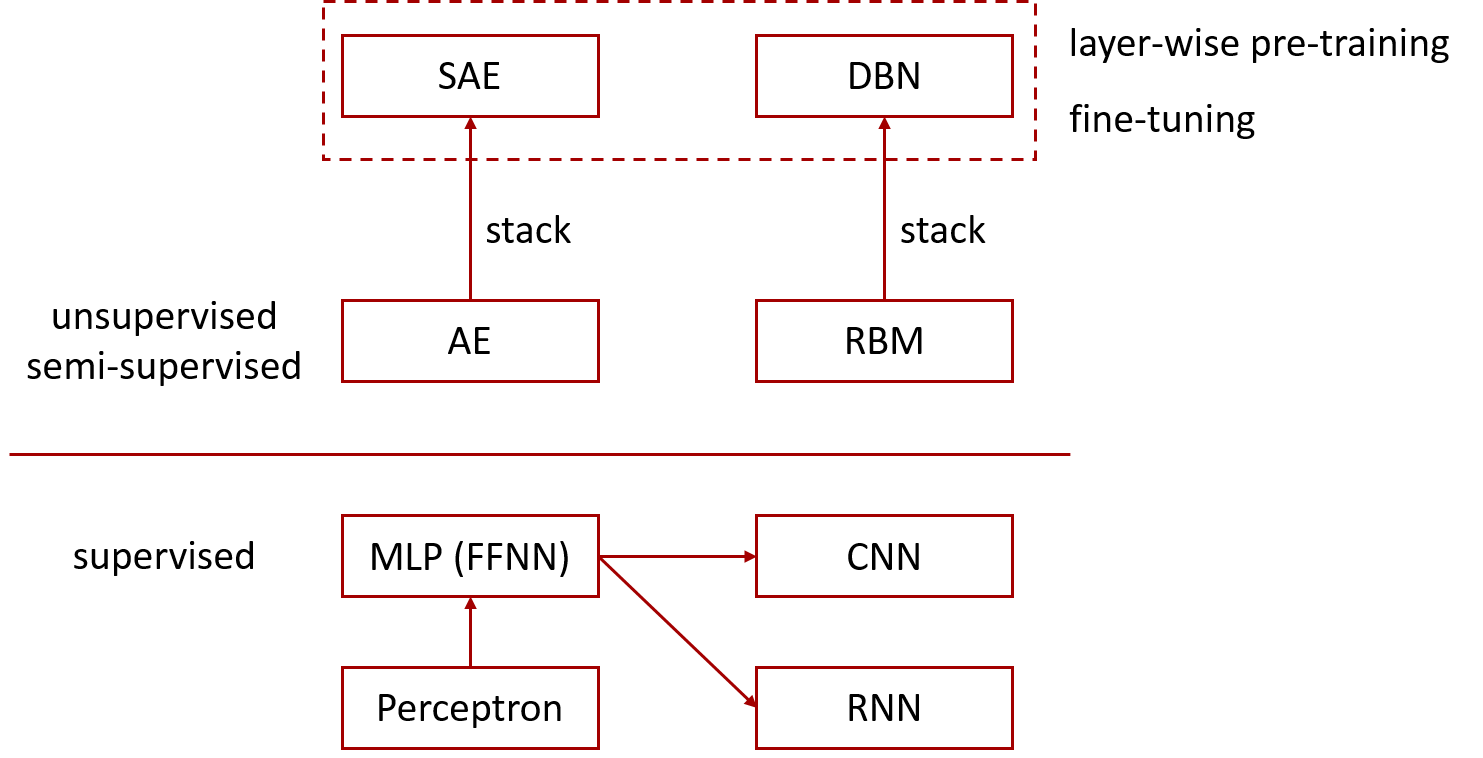 SAE
DBN
layer-wise pre-training
fine-tuning
stack
stack
unsupervised
semi-supervised
AE
RBM
supervised
MLP (FFNN)
CNN
Perceptron
RNN